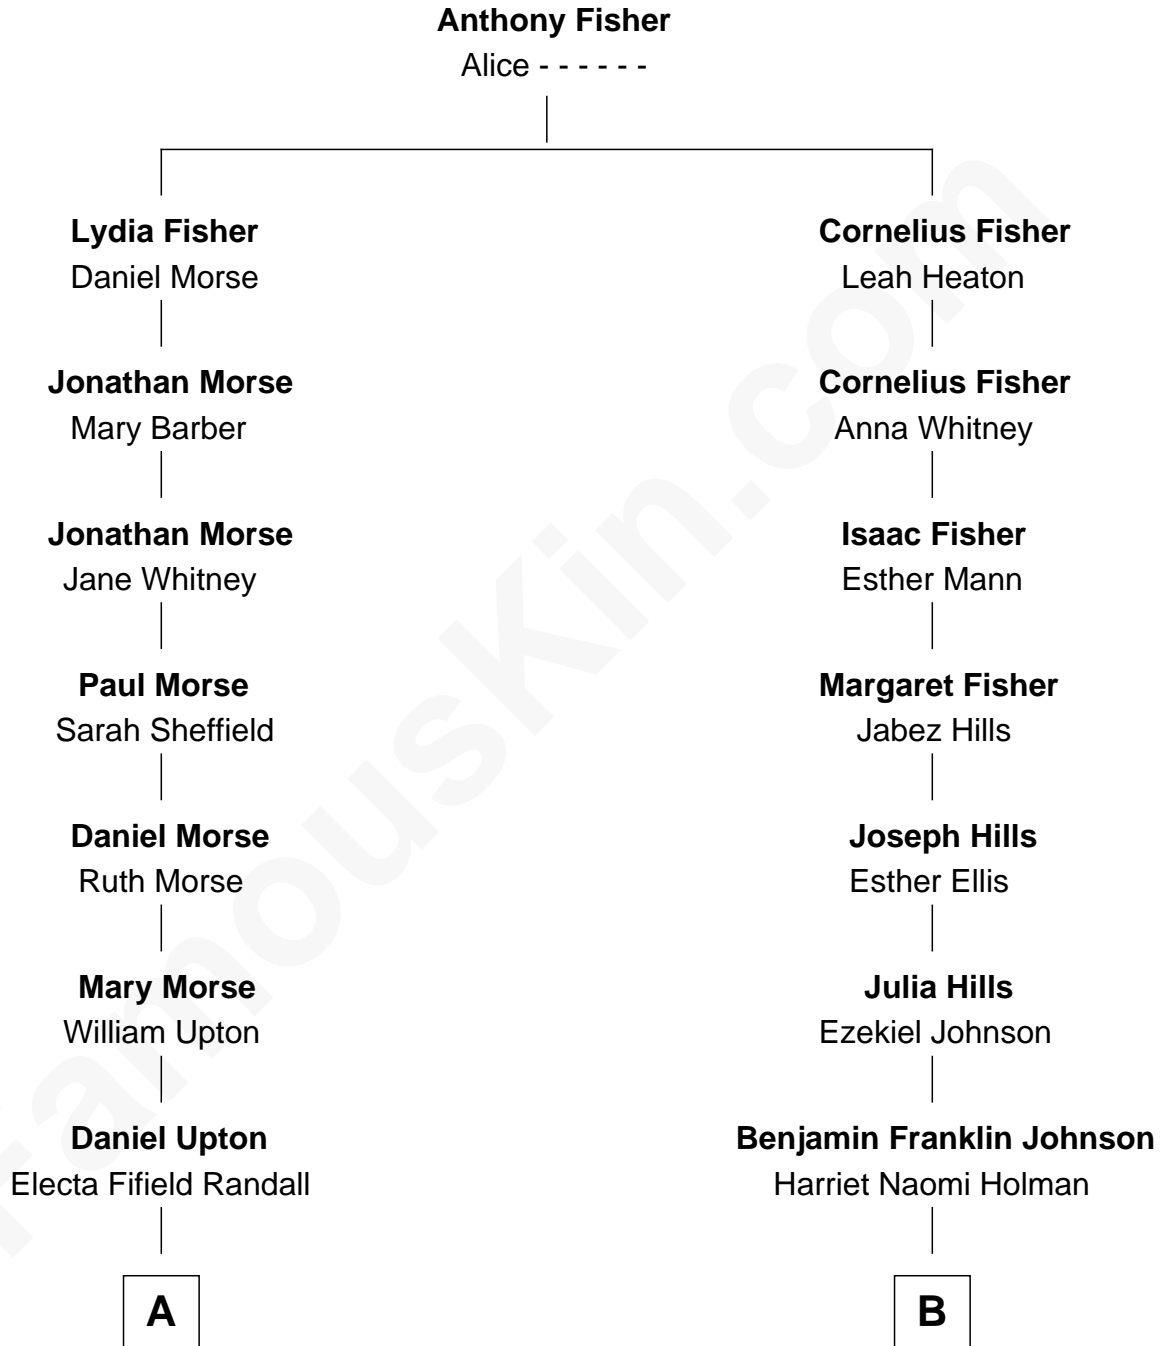 Anthony Fisher
Alice - - - - - -
Lydia Fisher
Daniel Morse
Cornelius Fisher
Leah Heaton
Jonathan Morse
Mary Barber
Cornelius Fisher
Anna Whitney
Jonathan Morse
Jane Whitney
Isaac Fisher
Esther Mann
Paul Morse
Sarah Sheffield
Margaret Fisher
Jabez Hills
Daniel Morse
Ruth Morse
Joseph Hills
Esther Ellis
Mary Morse
William Upton
Julia Hills
Ezekiel Johnson
Daniel Upton
Electa Fifield Randall
Benjamin Franklin Johnson
Harriet Naomi Holman
A
B
FamousKin.com